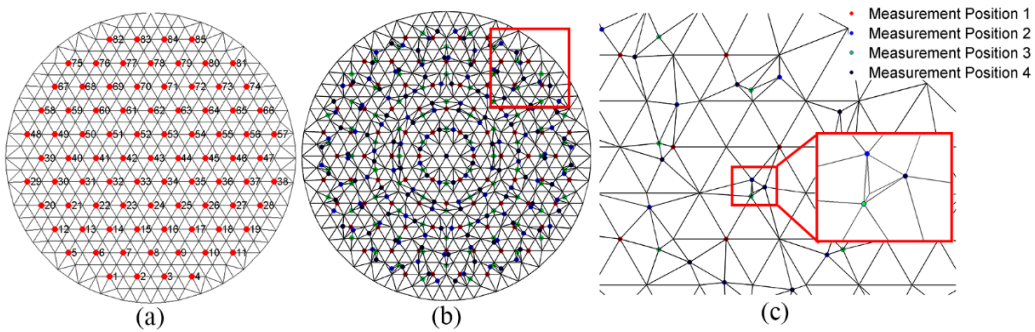 82 83 84 85
75 76 77 78 79 80 81
67 68 69 70 71 72 73 74
58 59 60 61 62 63 64 65 66
48 49 50 51 52 53 54 55 56 57
39 40 41 42 43 44 45 46 47
29 30 31 32 33 34 35 36 37 38
20 21 22 23 24 25 26 27 28
12 13 14 15 16 17 18 19
5 6 7 8 9 10 11
1 2 3 4
(a)
(b)
Measurement Position 1
Measurement Position 2
Measurement Position 3
Measurement Position 4
(c)